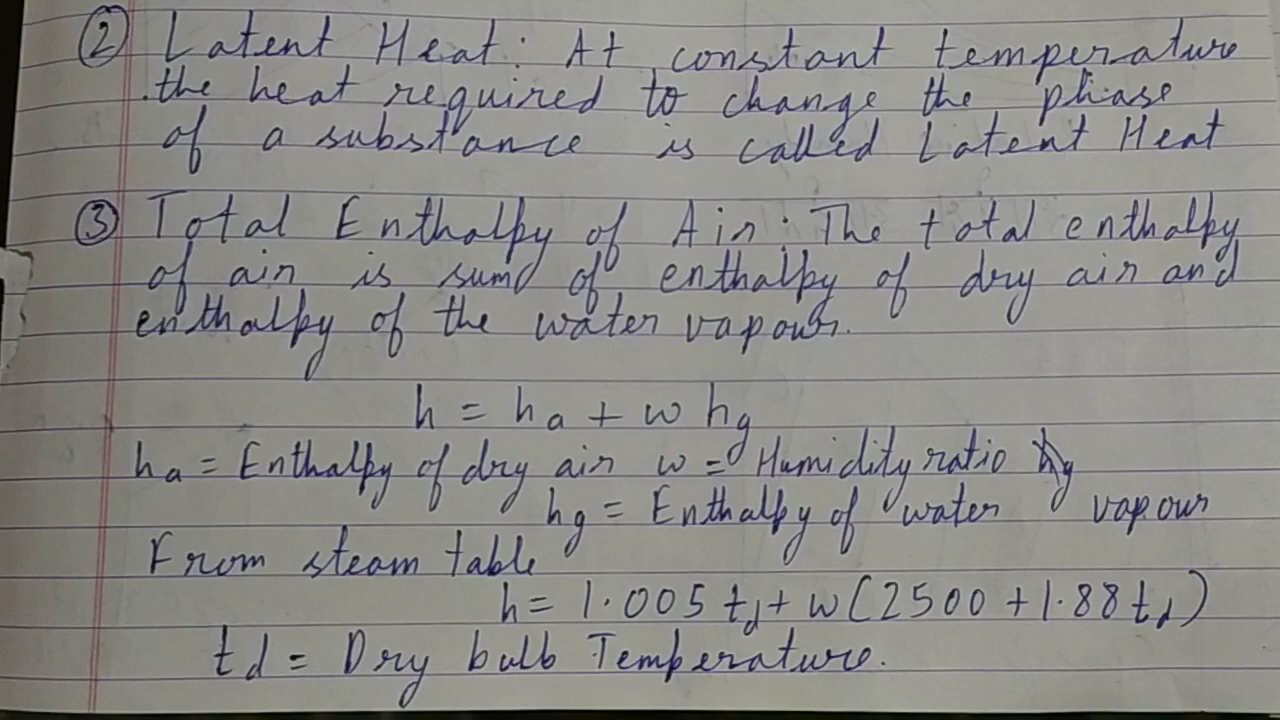 ② Latent Heat: At constant temperature
the heat required to change the phase
of a substance is called Latent Heat
③ Total Enthalpy of Air: The total enthalpy
of air is sum of enthalpy of dry air and
enthalpy of the water vapour.
h = ha + w hg
ha = Enthalpy of dry air w = Humidity ratio
hg = Enthalpy of water vapour
From steam table
h = 1.005 td + w(2500 + 1.88 td)
td = Dry bulb Temperature.